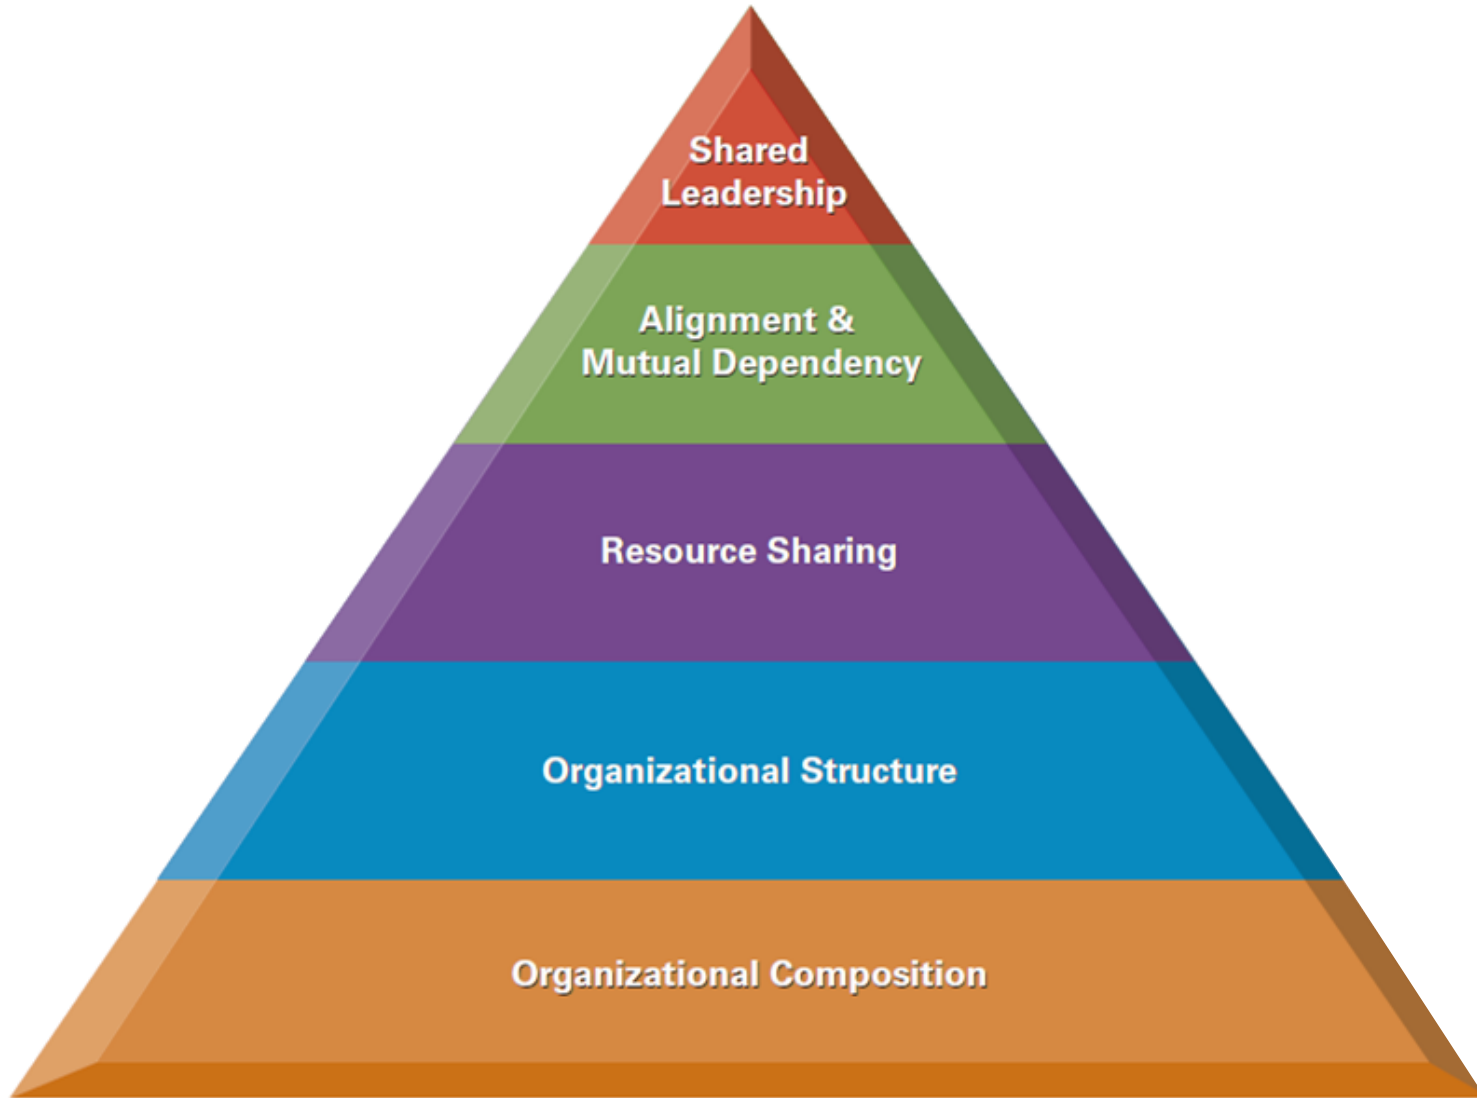 Shared
Leadership
Alignment &
Mutual Dependency
Resource Sharing
Organizational Structure
Organizational Composition